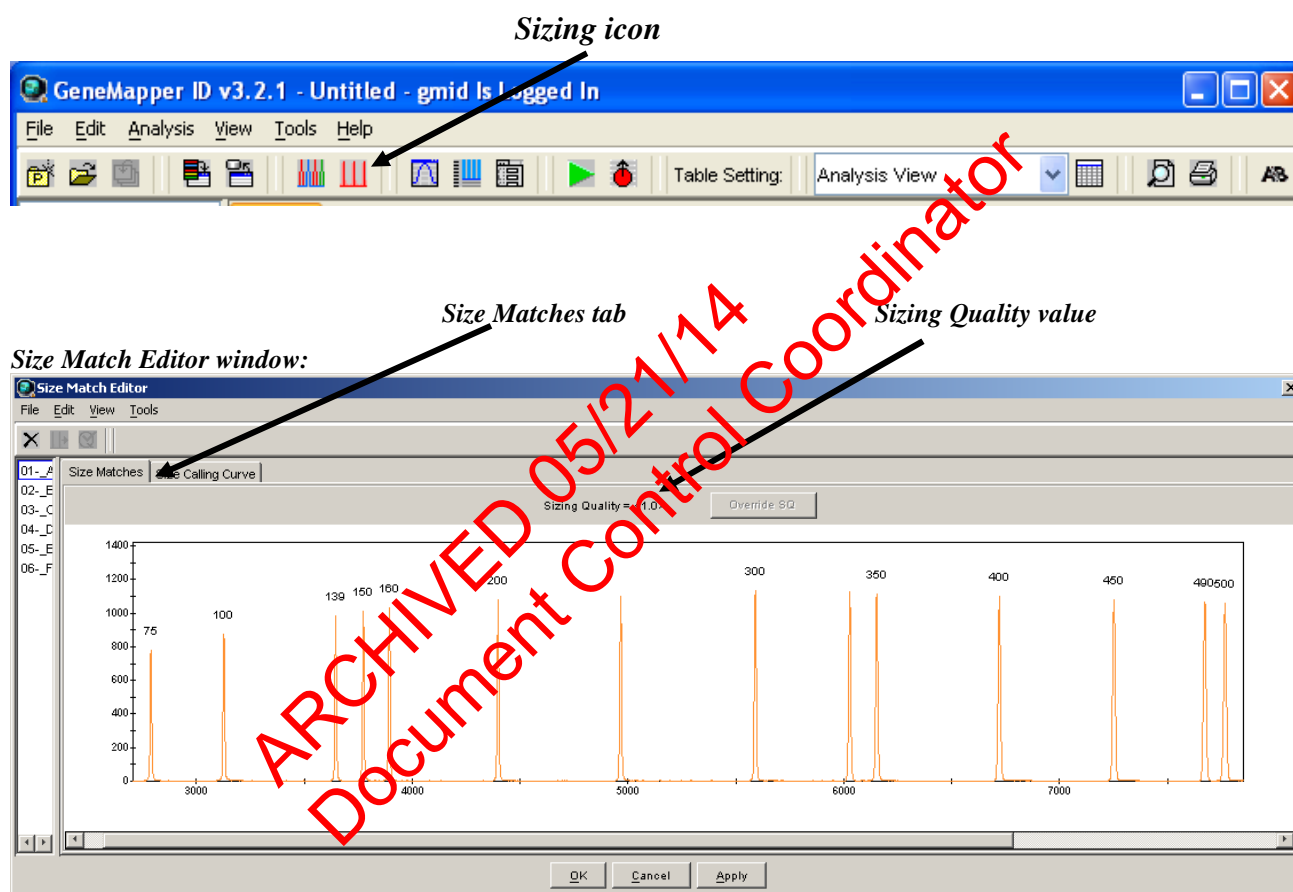 Sizing icon
GeneMapper ID v3.2.1 - Untitled - gmid Is Logged In
File Edit Analysis View Tools Help
Table Setting: Analysis View
AB
Size Matches tab
Sizing Quality value
Size Match Editor window:
Size Match Editor
File Edit View Tools
01-_A
02-_E
03-_C
04-_D
05-_E
06-_F
Size Matches
Size Calling Curve
Sizing Quality =
Override SQ
1400
1200
1000
800
600
400
200
0
75
100
139
150
160
200
300
350
400
450
490
500
3000
4000
5000
6000
7000
OK
Cancel
Apply
ARCHIVED 05/21/14
Document Control Coordinator